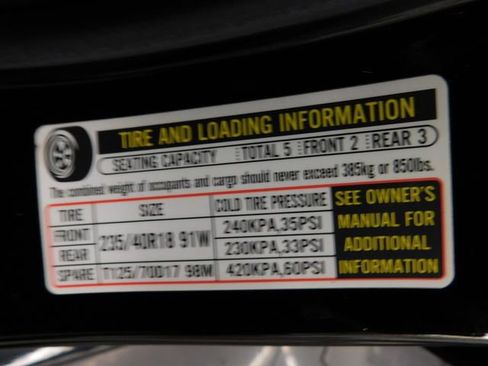 TIRE AND LOADING INFORMATION
SEATING CAPACITY TOTAL 5 FRONT 2 REAR 3
The combined weight of occupants and cargo should never exceed 385kg or 850lbs.
TIRE SIZE COLD TIRE PRESSURE
FRONT 235/40R18 91W 240KPA,35PSI
REAR 230KPA,33PSI
SPARE T125/70D17 98M 420KPA,60PSI
SEE OWNER'S
MANUAL FOR
ADDITIONAL
INFORMATION